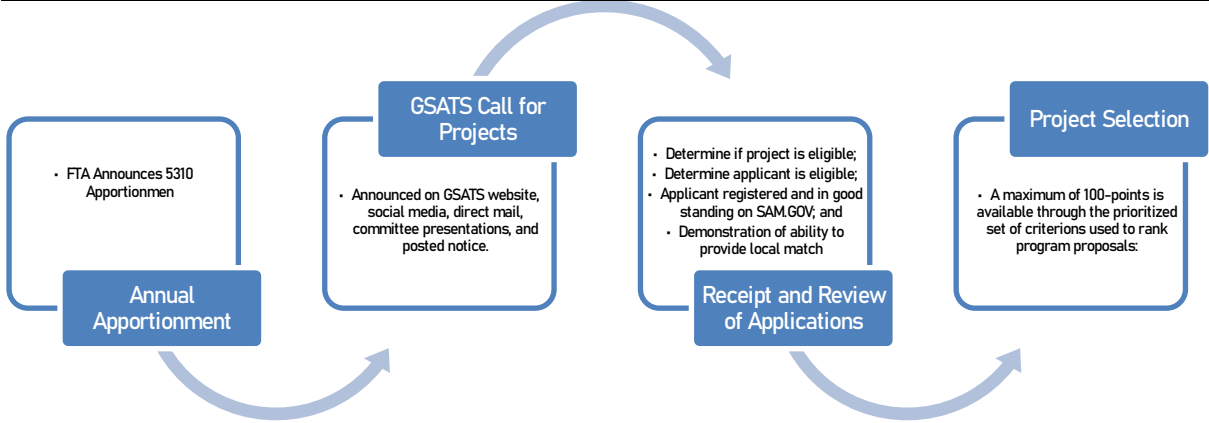 • FTA Announces 5310
Apportionmen
Annual
Apportionment
GSATS Call for
Projects
• Announced on GSATS website,
social media, direct mail,
committee presentations, and
posted notice.
• Determine if project is eligible;
• Determine applicant is eligible;
• Applicant registered and in good
standing on SAM.GOV; and
• Demonstration of ability to
provide local match
Receipt and Review
of Applications
Project Selection
• A maximum of 100-points is
available through the prioritized
set of criterions used to rank
program proposals: